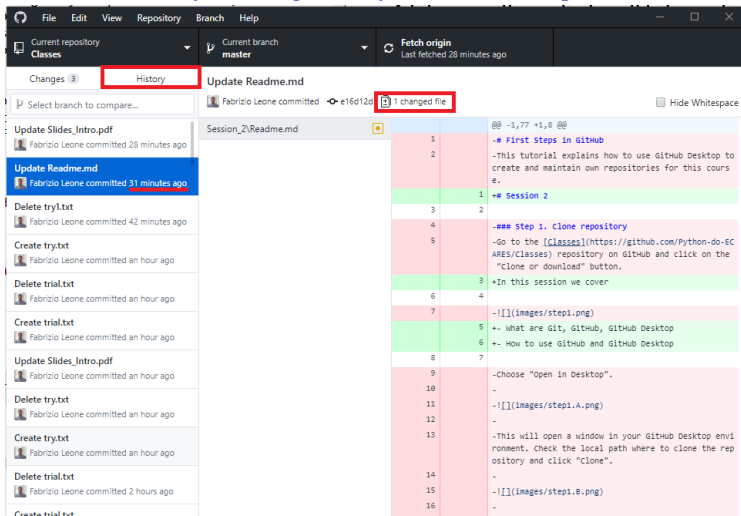 File Edit View Repository Branch Help
Current repository
Classes
Current branch
master
Fetch origin
Last fetched 28 minutes ago
Changes 3
History
Select branch to compare...
Update Slides_Intro.pdf
Fabrizio Leone committed 28 minutes ago
Update Readme.md
Fabrizio Leone committed 31 minutes ago
Delete try1.txt
Fabrizio Leone committed 42 minutes ago
Create try.txt
Fabrizio Leone committed an hour ago
Delete trial.txt
Fabrizio Leone committed an hour ago
Create trial.txt
Fabrizio Leone committed an hour ago
Update Slides_Intro.pdf
Fabrizio Leone committed an hour ago
Delete try.txt
Fabrizio Leone committed an hour ago
Create try.txt
Fabrizio Leone committed an hour ago
Delete trial.txt
Fabrizio Leone committed 2 hours ago
Create trial.txt
Update Readme.md
Fabrizio Leone committed e16d12d 1 changed file
Hide Whitespace
Session_2\Readme.md
@@ -1,77 +1,8 @@
1 -# First Steps in GitHub
2 -This tutorial explains how to use GitHub Desktop to
create and maintain own repositories for this cours
e.
1 +# Session 2
3 2
4 -### Step 1. Clone repository
5 -Go to the [Classes](https://github.com/Python-do-EC
ARES/Classes) repository on GitHub and click on the
"Clone or download" button.
3 +In this session we cover
6 4
7 -![](images/step1.png)
5 +- What are Git, GitHub, GitHub Desktop
6 +- How to use GitHub and GitHub Desktop
8 7
9 -Choose "Open in Desktop".
10 -
11 -![](images/step1.A.png)
12 -
13 -This will open a window in your GitHub Desktop envi
ronment. Check the local path where to clone the rep
ository and click "Clone".
14 -
15 -![](images/step1.B.png)
16 -